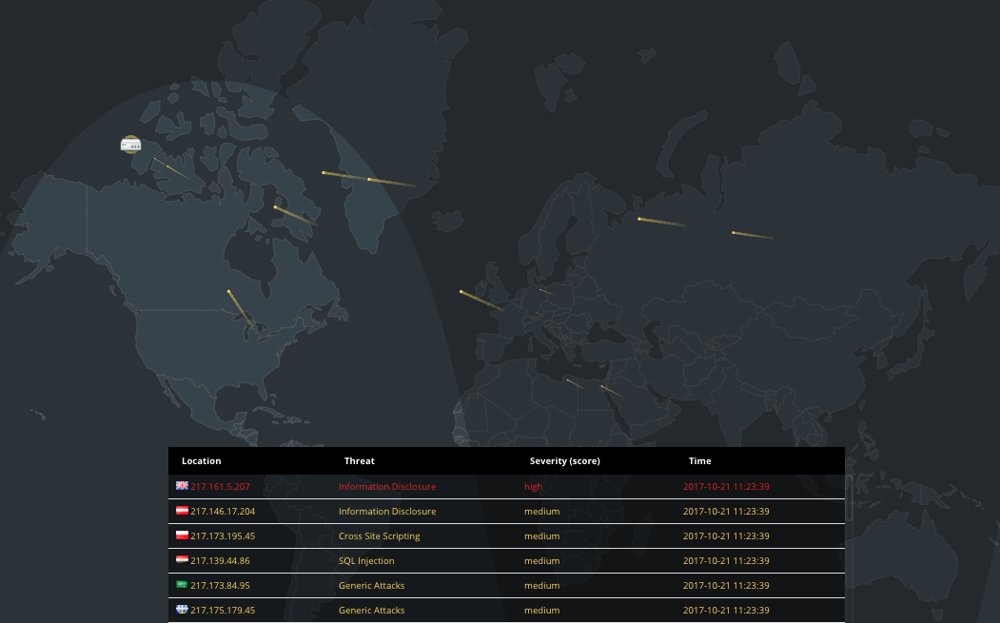 Location Threat Severity (score) Time
217.161.5.207 Information Disclosure high 2017-10-21 11:23:39
217.146.17.204 Information Disclosure medium 2017-10-21 11:23:39
217.173.195.45 Cross Site Scripting medium 2017-10-21 11:23:39
217.139.44.86 SQL Injection medium 2017-10-21 11:23:39
217.173.84.95 Generic Attacks medium 2017-10-21 11:23:39
217.175.179.45 Generic Attacks medium 2017-10-21 11:23:39